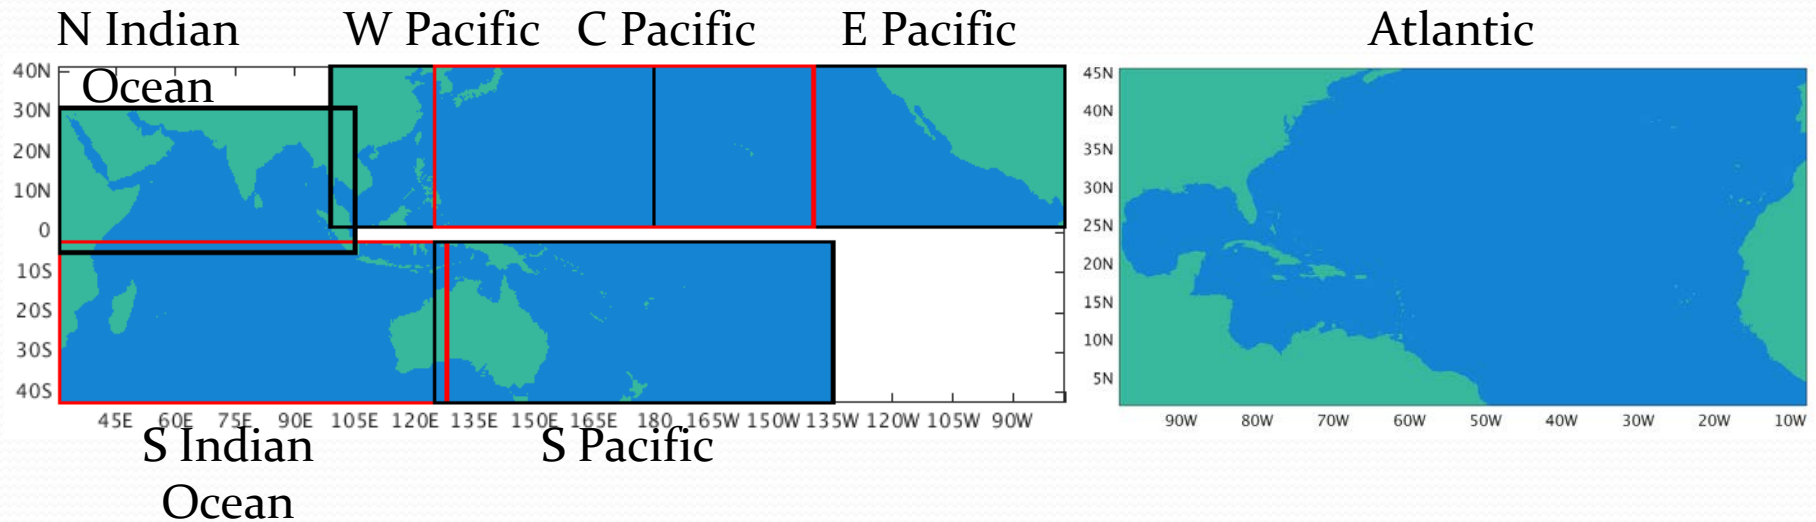 N Indian
Ocean
W Pacific
C Pacific
E Pacific
Atlantic
40N
30N
20N
10N
0
10S
20S
30S
40S
45E 60E 75E 90E 105E 120E 135E 150E 165E 180 165W 150W 135W 120W 105W 90W
S Indian
Ocean
S Pacific
45N
40N
35N
30N
25N
20N
15N
10N
5N
90W 80W 70W 60W 50W 40W 30W 20W 10W